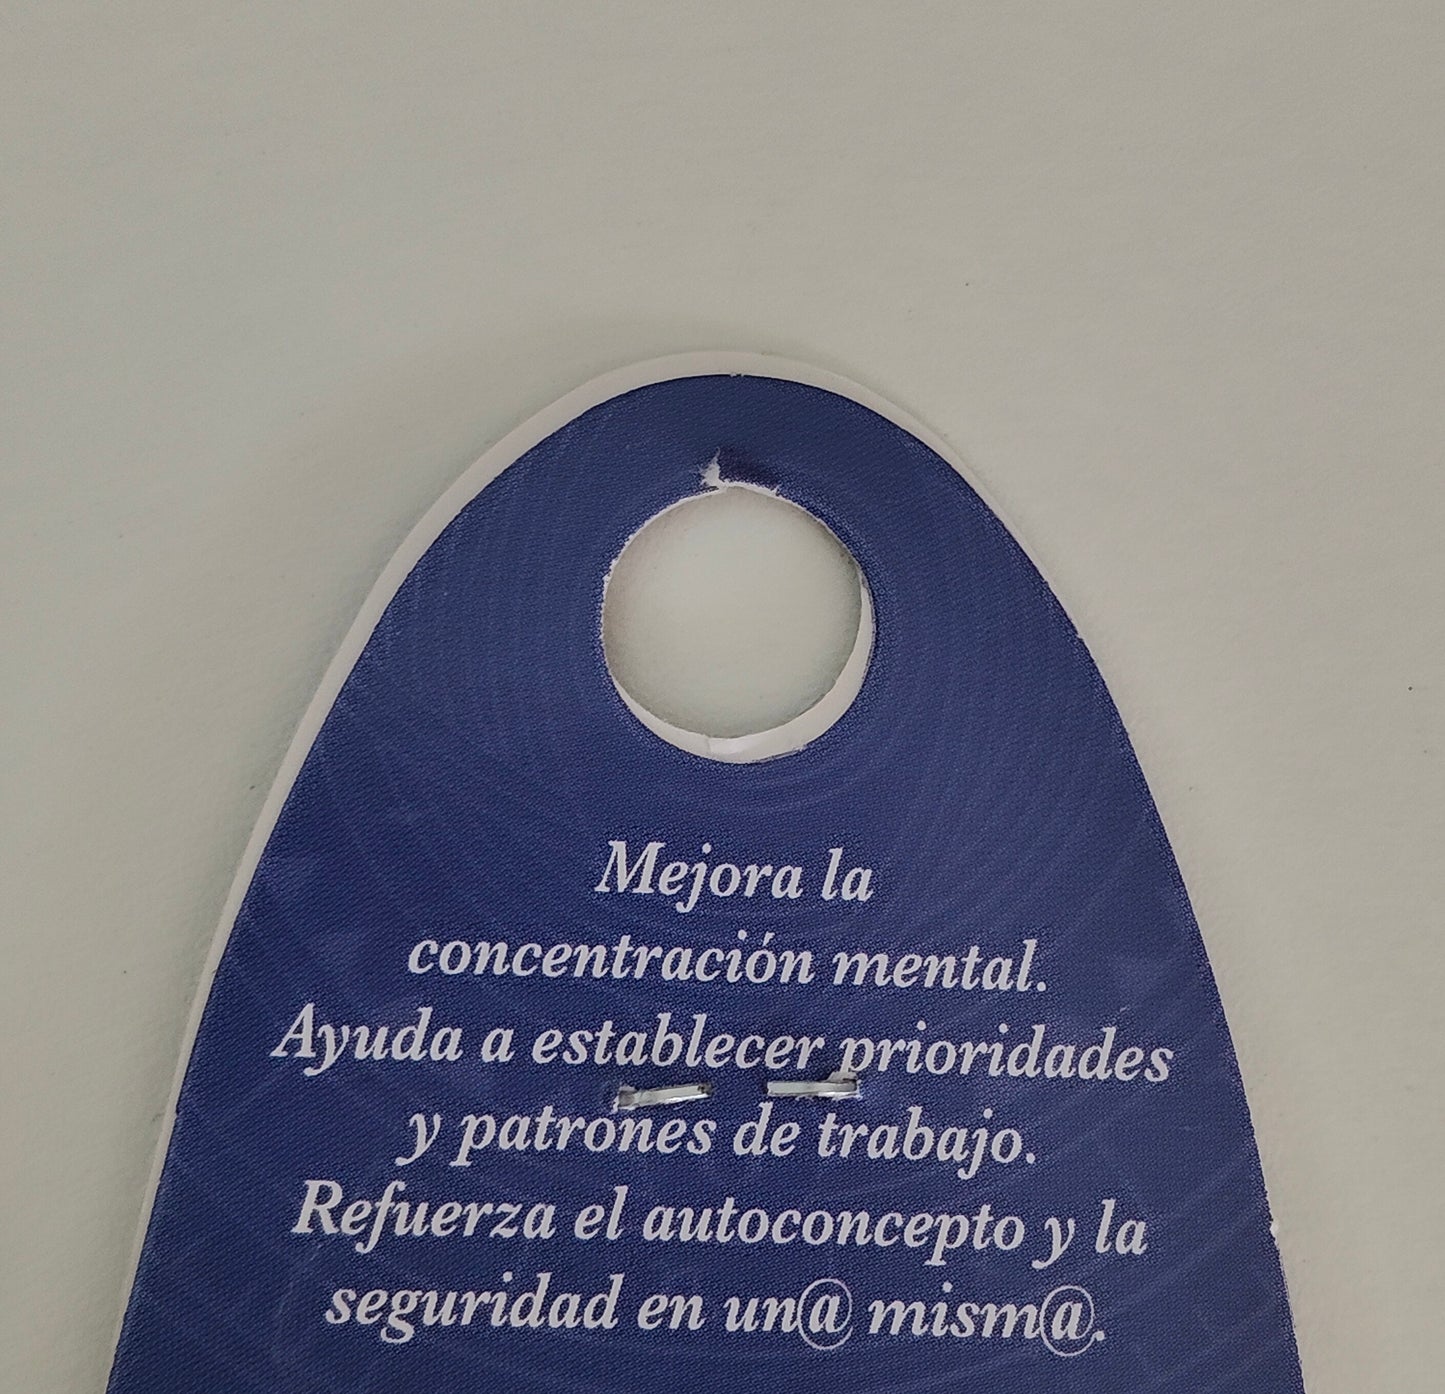 Mejora la
concentración mental.
Ayuda a establecer prioridades
y patrones de trabajo.
Refuerza el autoconcepto y la
seguridad en un@ mism@.